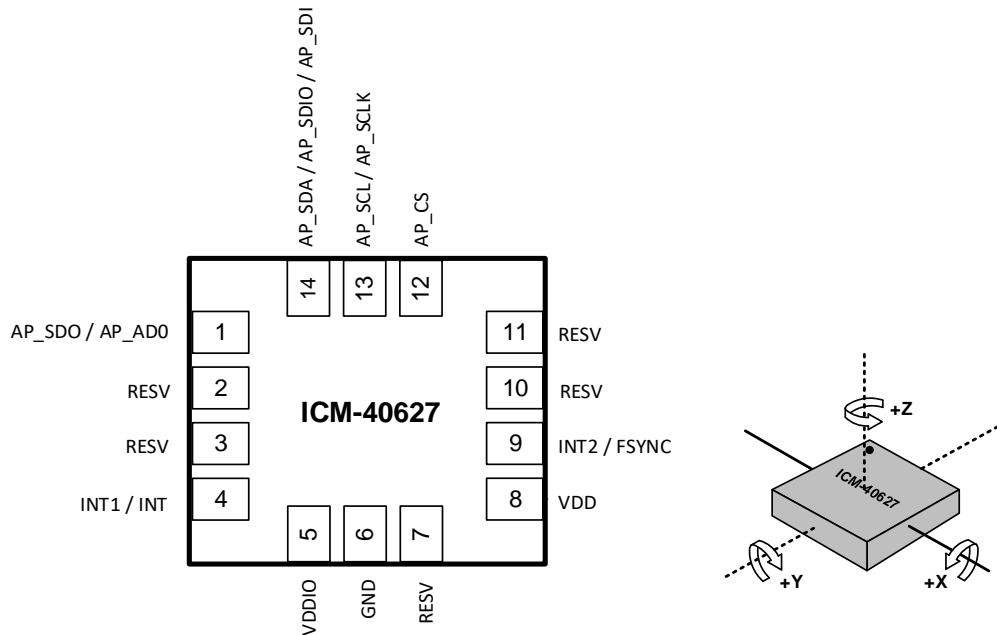 AP_SDA / AP_SDIO / AP_SDI
AP_SCL / AP_SCLK
AP_CS
14
13
12
AP_SDO / AP_AD0
1
11
RESV
RESV
2
10
RESV
ICM-40627
RESV
3
9
INT2 / FSYNC
INT1 / INT
4
8
VDD
5
6
7
VDDIO
GND
RESV
+Z
ICM-40627
+Y
+X